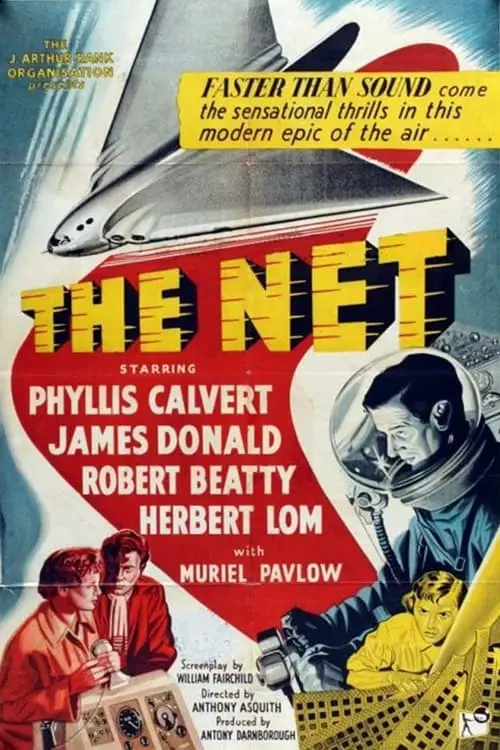 THE
J. ARTHUR RANK
ORGANISATION
presents
FASTER THAN SOUND come
the sensational thrills in this
modern epic of the air......
THE NET
STARRING
PHYLLIS CALVERT
JAMES DONALD
ROBERT BEATTY
HERBERT LOM
with
MURIEL PAVLOW
Screenplay by
WILLIAM FAIRCHILD
Directed by
ANTHONY ASQUITH
Produced by
ANTONY DARNBOROUGH